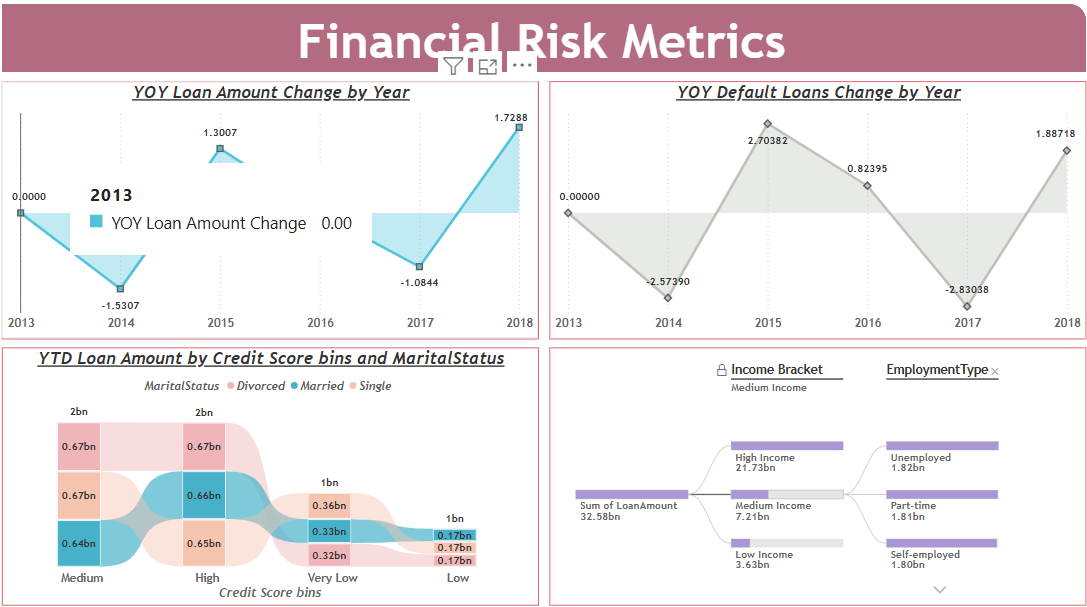 Financial Risk Metrics
YOY Loan Amount Change by Year
1.7288
1.3007
0.0000
2013
YOY Loan Amount Change 0.00
-1.0844
-1.5307
2013 2014 2015 2016 2017 2018
YOY Default Loans Change by Year
2.70382
1.88718
0.82395
0.00000
-2.57390
-2.83038
2013 2014 2015 2016 2017 2018
YTD Loan Amount by Credit Score bins and MaritalStatus
MaritalStatus Divorced Married Single
2bn 2bn
0.67bn 0.67bn
1bn
0.67bn 0.66bn 0.36bn
1bn
0.33bn 0.17bn
0.64bn 0.65bn 0.17bn
0.32bn 0.17bn
Medium High Very Low Low
Credit Score bins
Income Bracket EmploymentType
Medium Income
High Income Unemployed
21.73bn 1.82bn
Sum of LoanAmount Medium Income Part-time
32.58bn 7.21bn 1.81bn
Low Income Self-employed
3.63bn 1.80bn